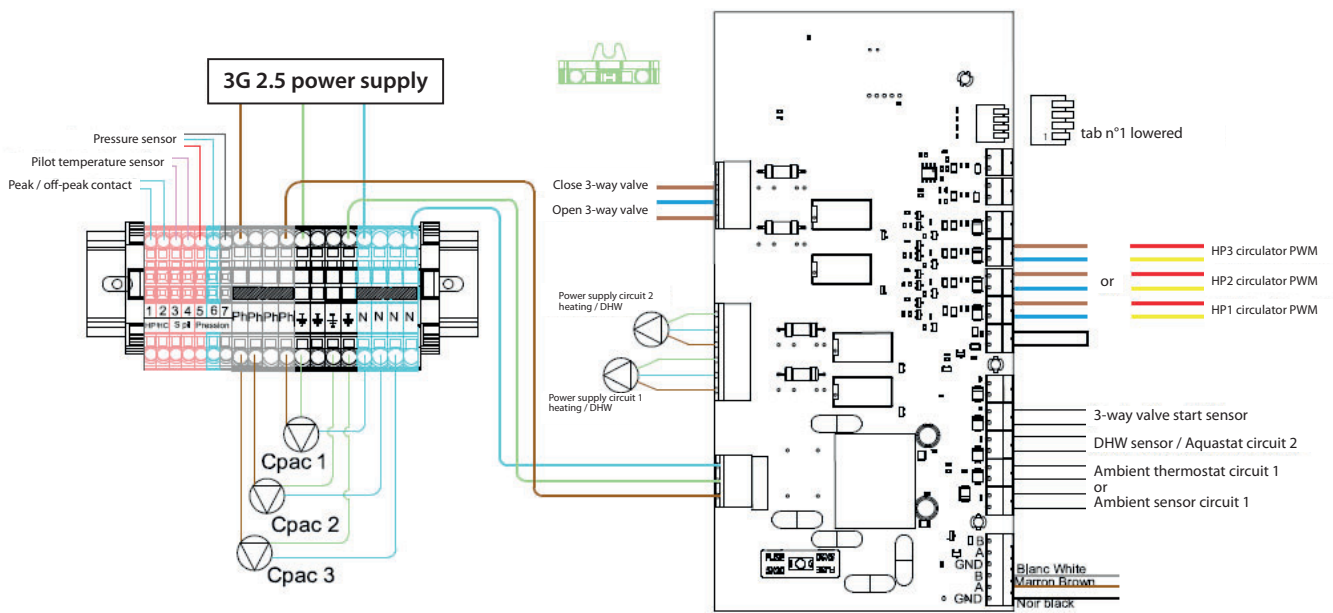 3G 2.5 power supply
Pressure sensor
Pilot temperature sensor
Peak / off-peak contact
1 2 3 4 5 6 7
HP/HC S pil Pression
Ph Ph Ph Ph
N N N N
Cpac 1
Cpac 2
Cpac 3
Close 3-way valve
Open 3-way valve
Power supply circuit 2
heating / DHW
Power supply circuit 1
heating / DHW
1
tab n°1 lowered
HP3 circulator PWM
or
HP2 circulator PWM
HP1 circulator PWM
3-way valve start sensor
DHW sensor / Aquastat circuit 2
Ambient thermostat circuit 1
or
Ambient sensor circuit 1
B
A
GND
B
A
GND
Blanc White
Marron Brown
Noir black
FUSE